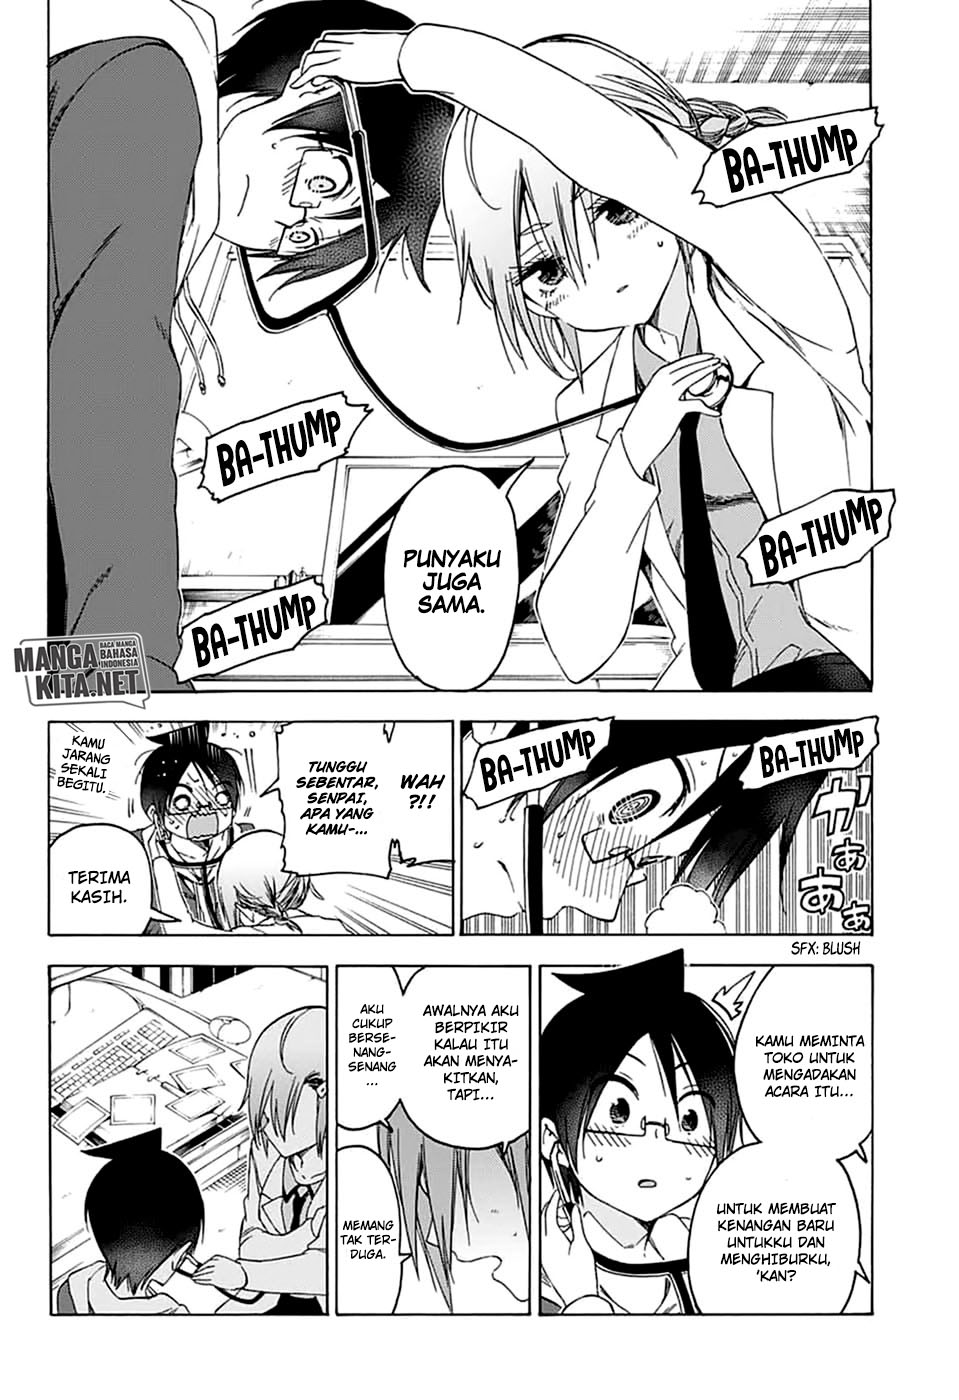 BA-THUMP
BA-THUMP
BA-THUMP
BA-THUMP
PUNYAKU
JUGA
SAMA.
MANGA
KITA.NET
BACA MANGA
BAHASA
INDONESIA
BA-THUMP
BA-THUMP
かぁああぁ
SFX: BLUSH
WAH
?!!
TUNGGU
SEBENTAR,
SENPAI,
APA YANG
KAMU-...
KAMU
JARANG
SEKALI
BEGITU.
TERIMA
KASIH.
KAMU MEMINTA
TOKO UNTUK
MENGADAKAN
ACARA ITU...
UNTUK MEMBUAT
KENANGAN BARU
UNTUKKU DAN
MENGHIBURKU,
'KAN?
AWALNYA AKU
BERPIKIR
KALAU ITU
AKAN MENYA-
KITKAN,
TAPI...
AKU
CUKUP
BERSE-
NANG-
SENANG
...
MEMANG
TAK TER-
DUGA.